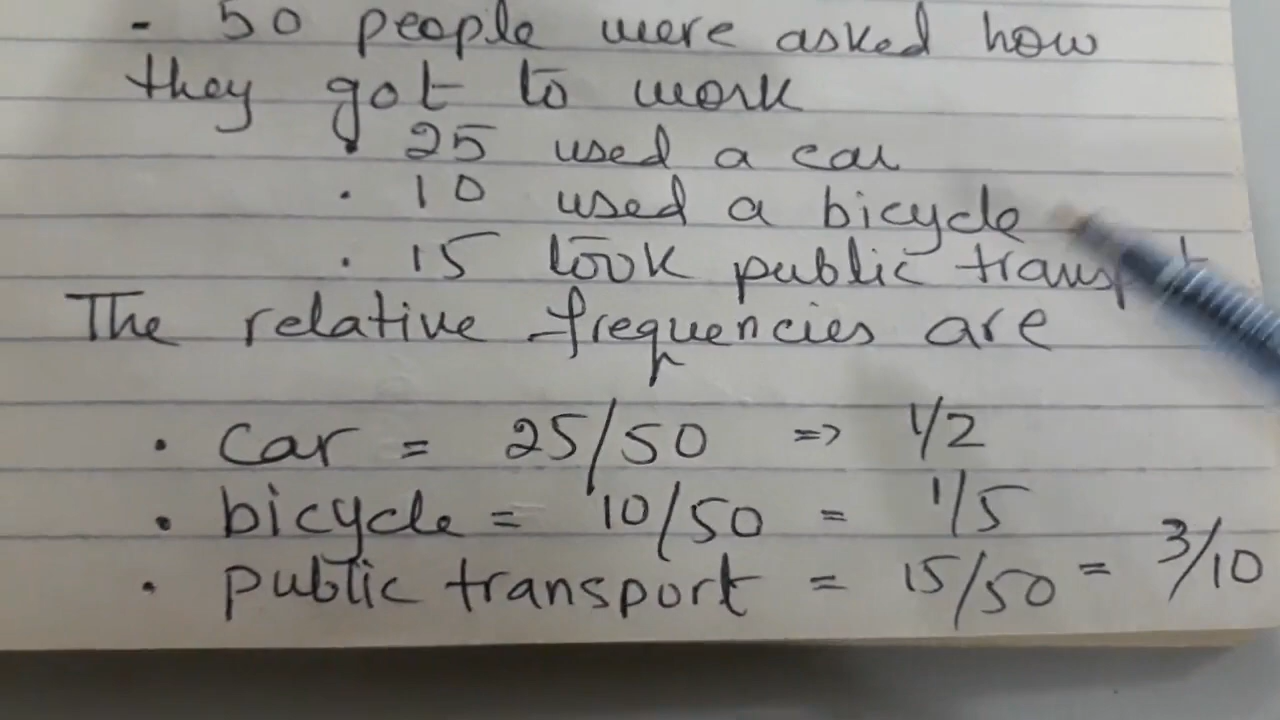 - 50 people were asked how
they got to work
• 25 used a car
• 10 used a bicycle
• 15 took public transport
The relative frequencies are
• car = 25/50 => 1/2
• bicycle = 10/50 = 1/5
• public transport = 15/50 = 3/10